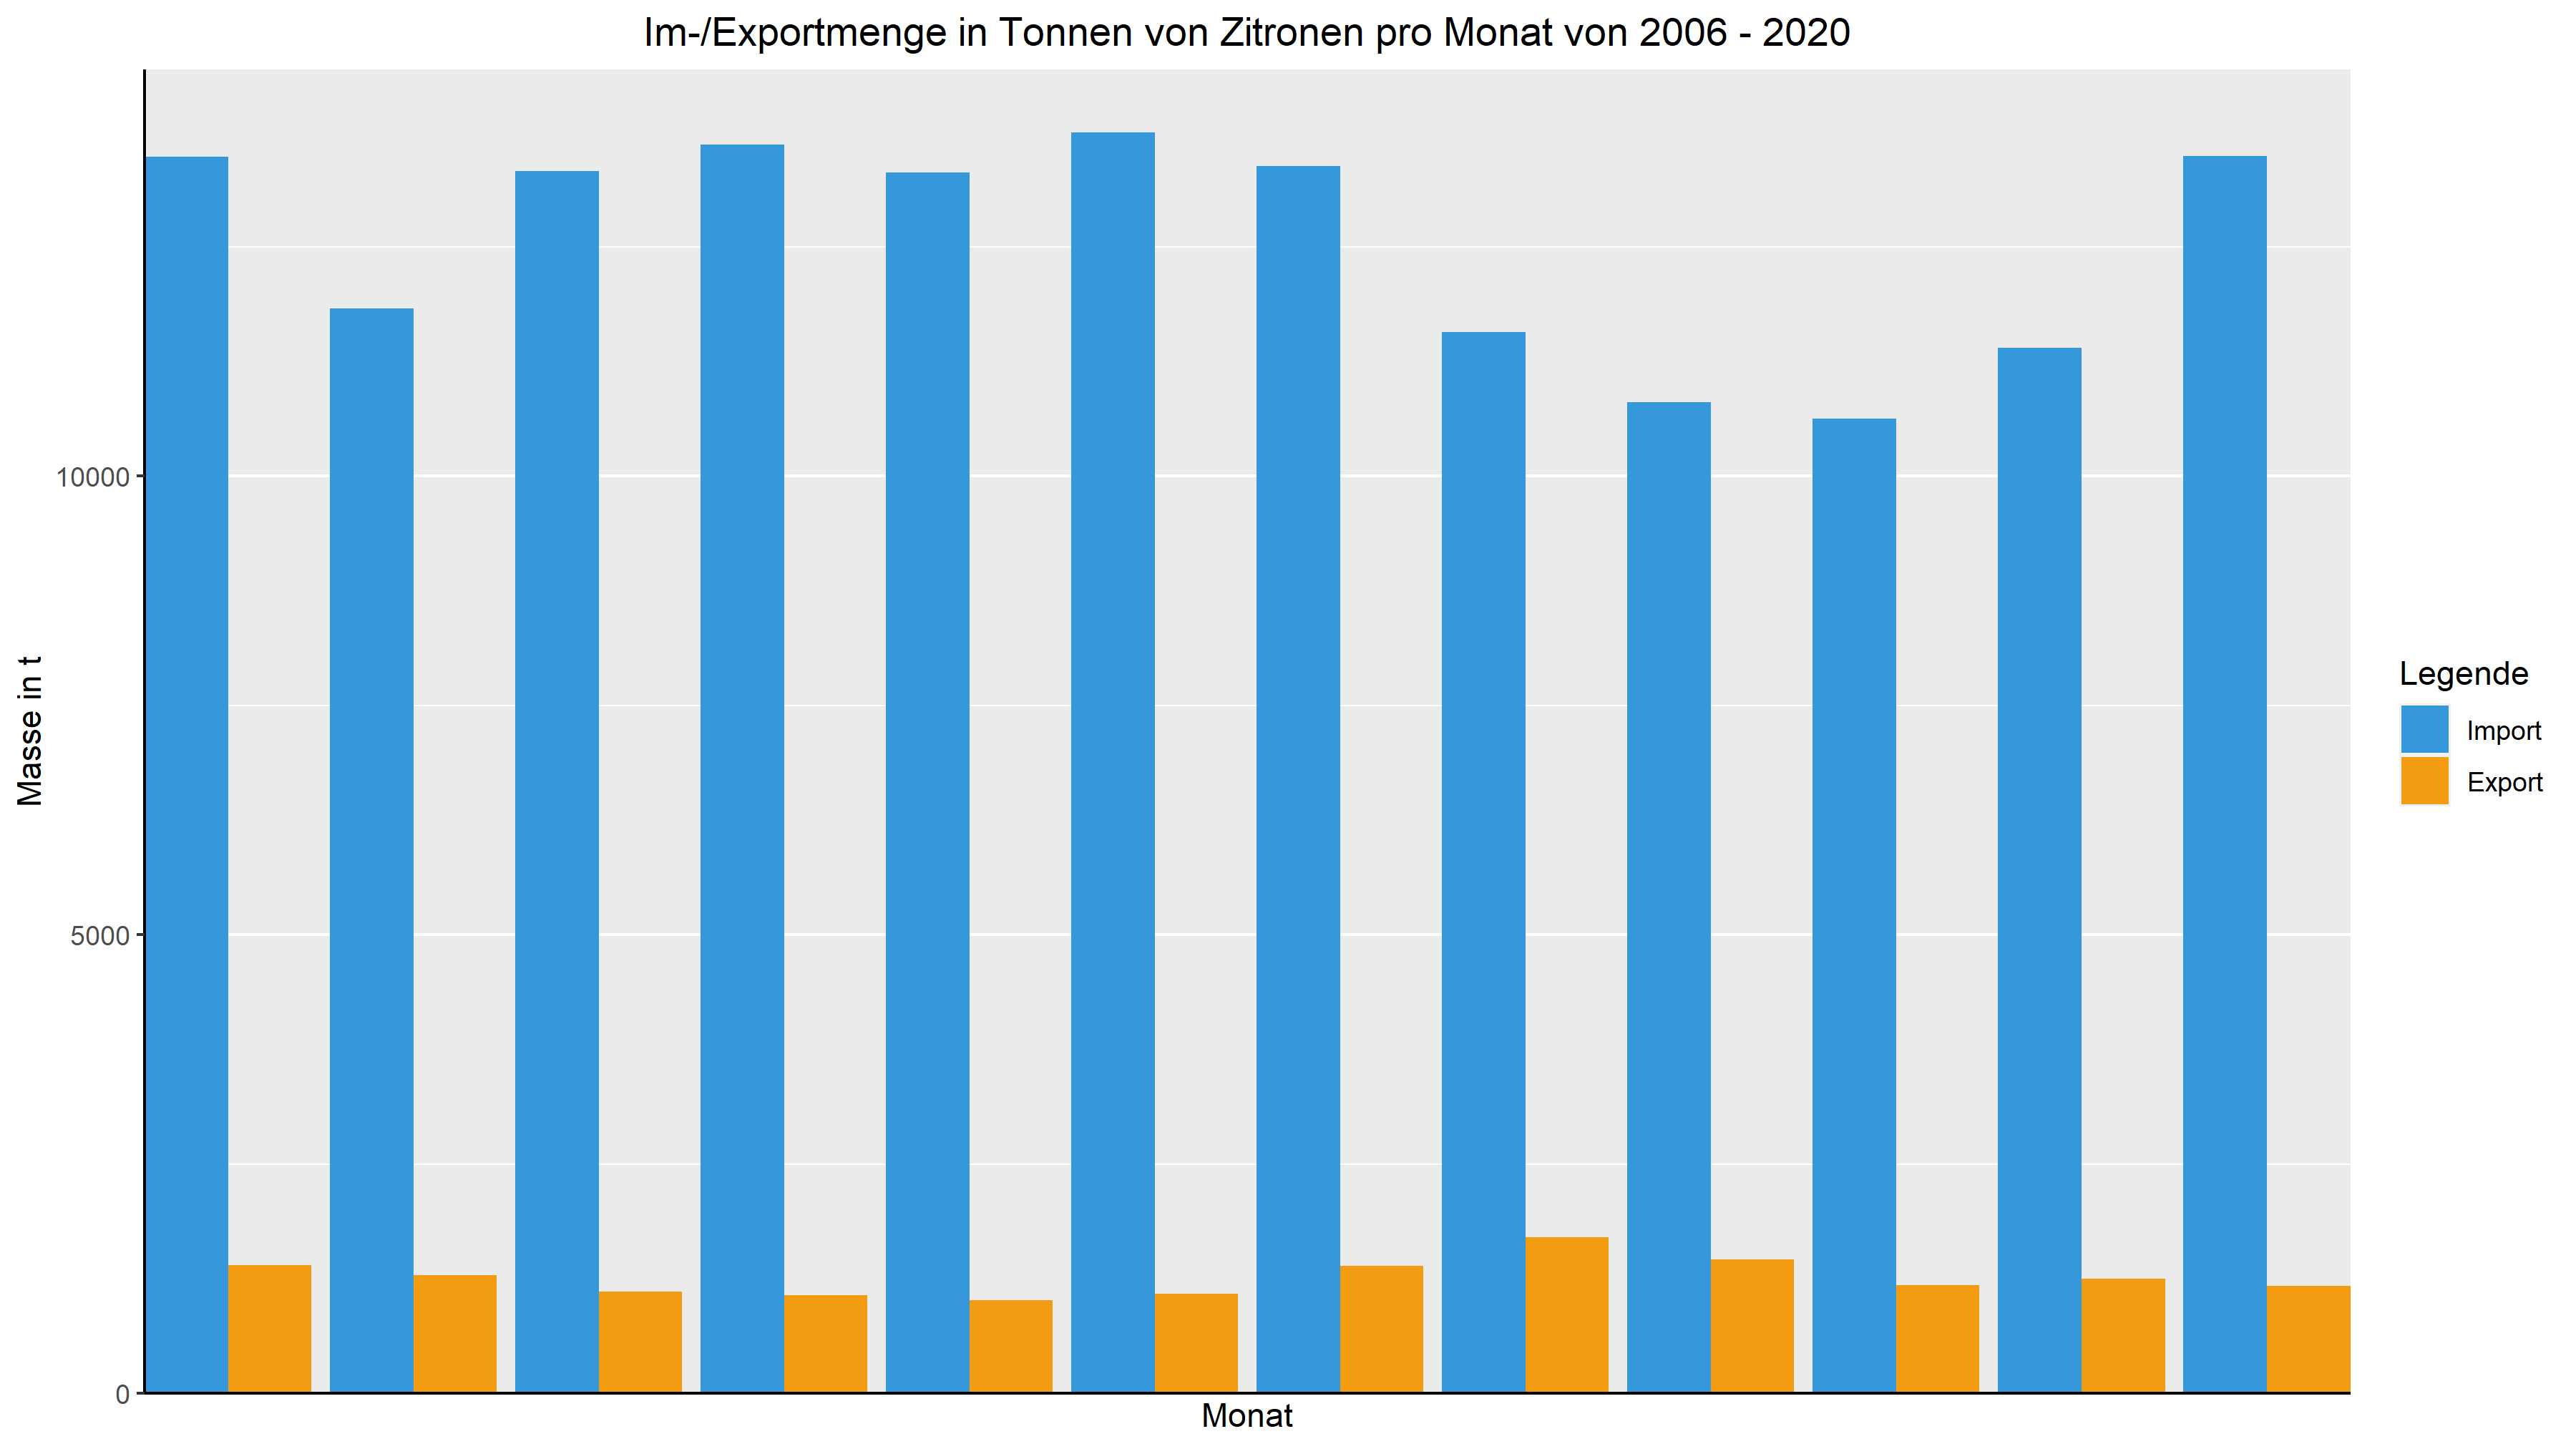 Im-/Exportmenge in Tonnen von Zitronen pro Monat von 2006 - 2020
Masse in t
10000
5000
0
Monat
Legende
Import
Export